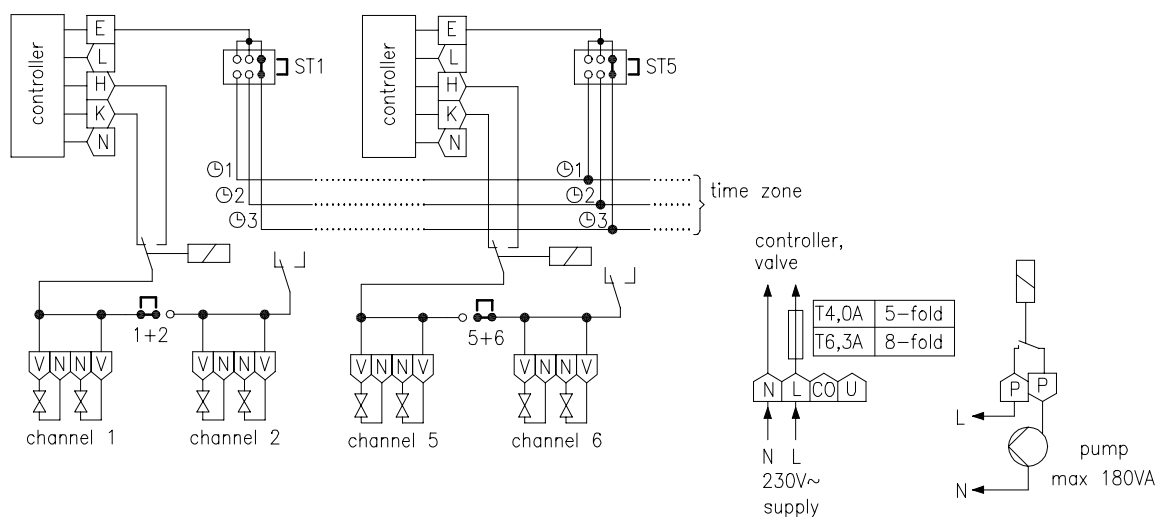 controller
E
L
H
K
N
ST1
controller
E
L
H
K
N
ST5
1
2
3
1
2
3
time zone
1+2
5+6
V N N V
V N N V
V N N V
V N N V
channel 1
channel 2
channel 5
channel 6
controller,
valve
T4,0A 5-fold
T6,3A 8-fold
N L CO U
N L
230V~
supply
P P
L
N
pump
max 180VA